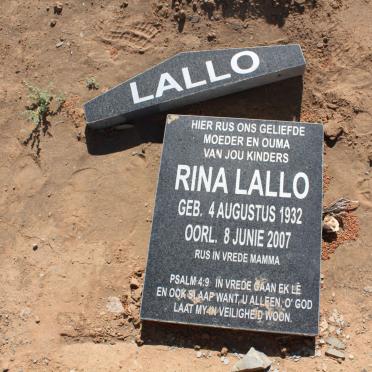 LALLO
HIER RUS ONS GELIEFDE
MOEDER EN OUMA
VAN JOU KINDERS
RINA LALLO
GEB. 4 AUGUSTUS 1932
OORL. 8 JUNIE 2007
RUS IN VREDE MAMMA
PSALM 4:9 IN VREDE GAAN EK LÊ
EN OOK SLAAP WANT, U ALLEEN, O' GOD
LAAT MY IN VEILIGHEID WOON.